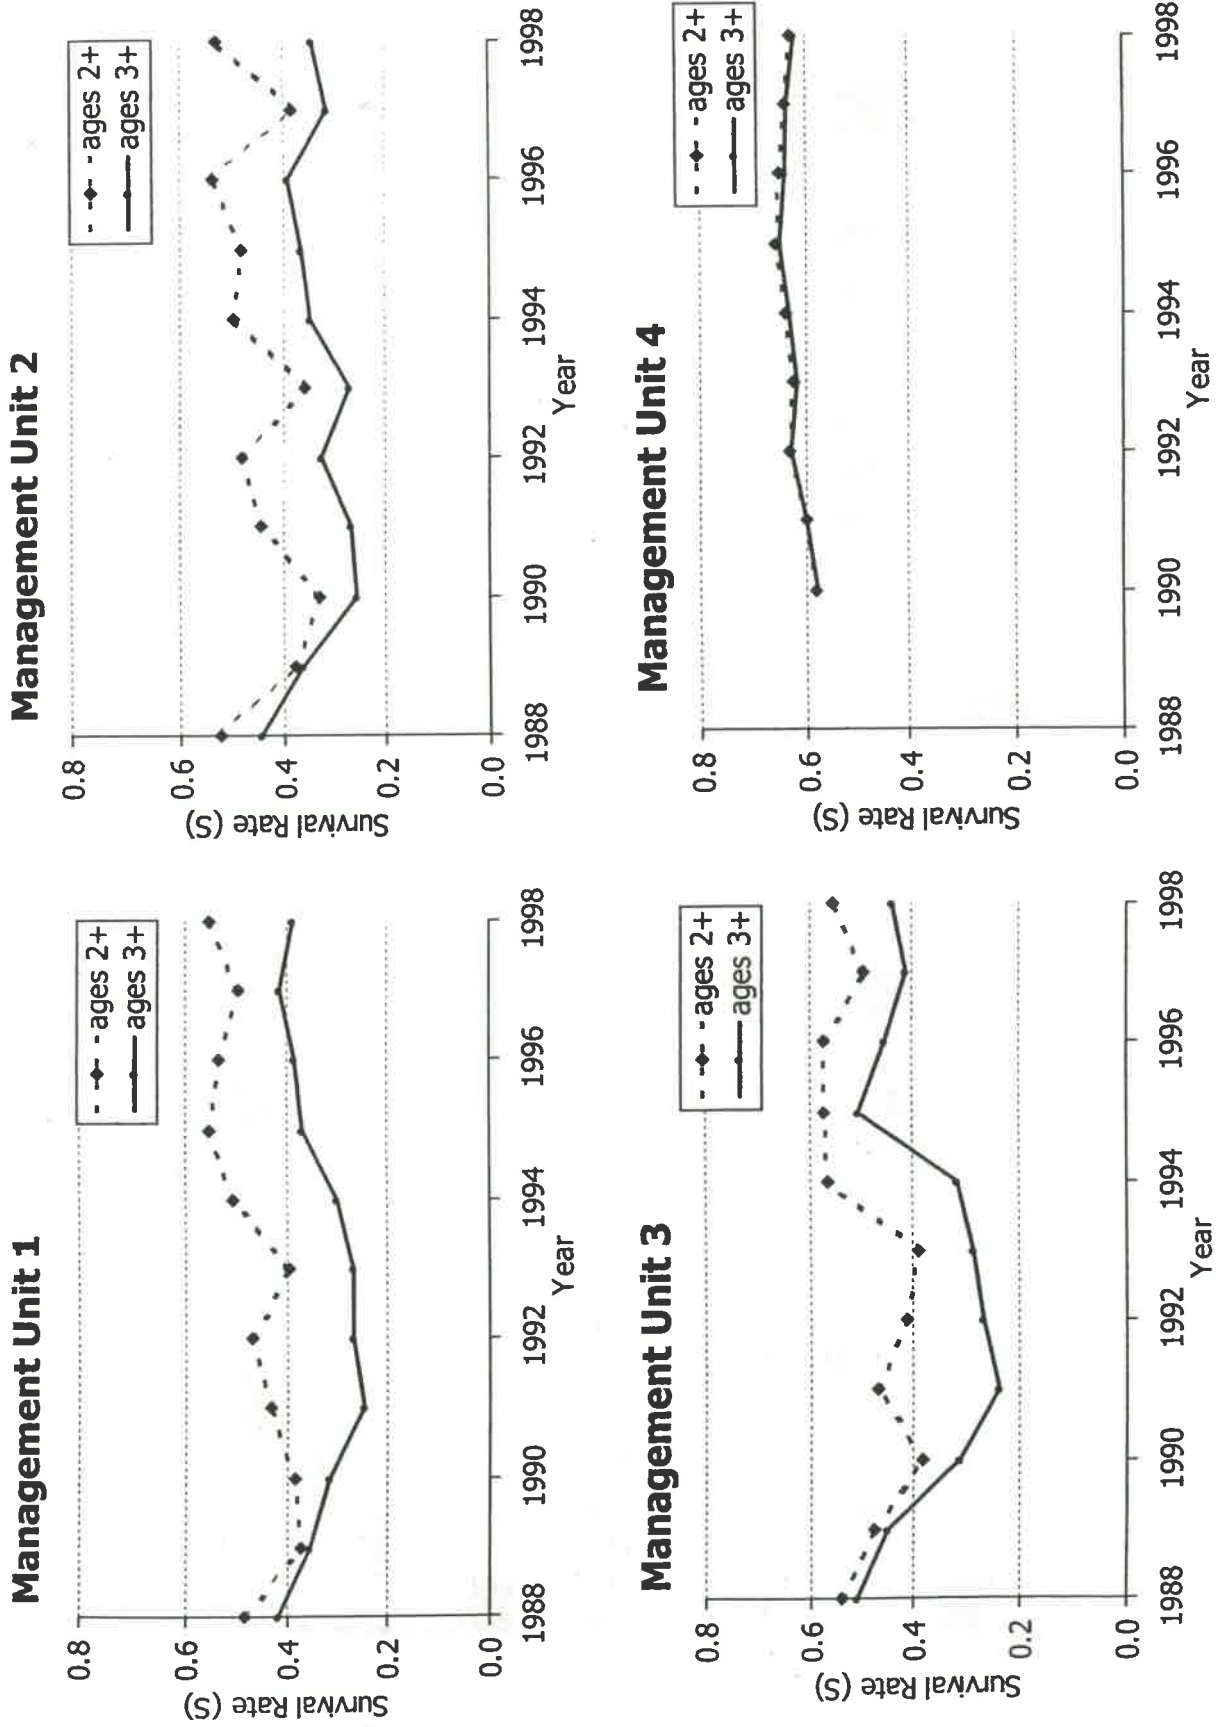 Management Unit 1
0.8
0.6
0.4
0.2
0.0
Survival Rate (S)
1988 1990 1992 1994 1996 1998
Year
ages 2+
ages 3+
Management Unit 2
0.8
0.6
0.4
0.2
0.0
Survival Rate (S)
1988 1990 1992 1994 1996 1998
Year
ages 2+
ages 3+
Management Unit 3
0.8
0.6
0.4
0.2
0.0
Survival Rate (S)
1988 1990 1992 1994 1996 1998
Year
ages 2+
ages 3+
Management Unit 4
0.8
0.6
0.4
0.2
0.0
Survival Rate (S)
1988 1990 1992 1994 1996 1998
Year
ages 2+
ages 3+